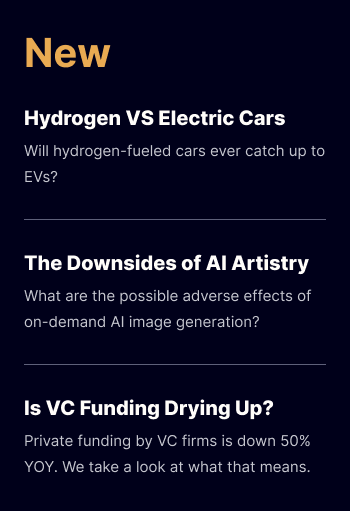 New
Hydrogen VS Electric Cars
Will hydrogen-fueled cars ever catch up to
EVs?
The Downsides of AI Artistry
What are the possible adverse effects of
on-demand AI image generation?
Is VC Funding Drying Up?
Private funding by VC firms is down 50%
YOY. We take a look at what that means.